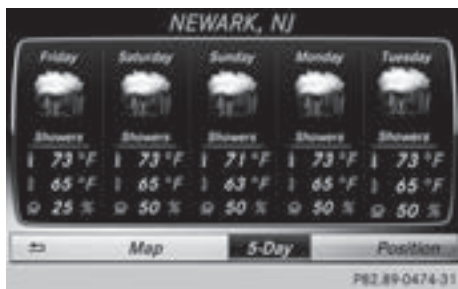 NEWARK, NJ
Friday Saturday Sunday Monday Tuesday
Showers Showers Showers Showers Showers
73 °F 73 °F 71 °F 73 °F 73 °F
65 °F 65 °F 63 °F 65 °F 65 °F
25 % 50 % 50 % 50 % 50 %
Map 5-Day Position
P82.89-0474-31